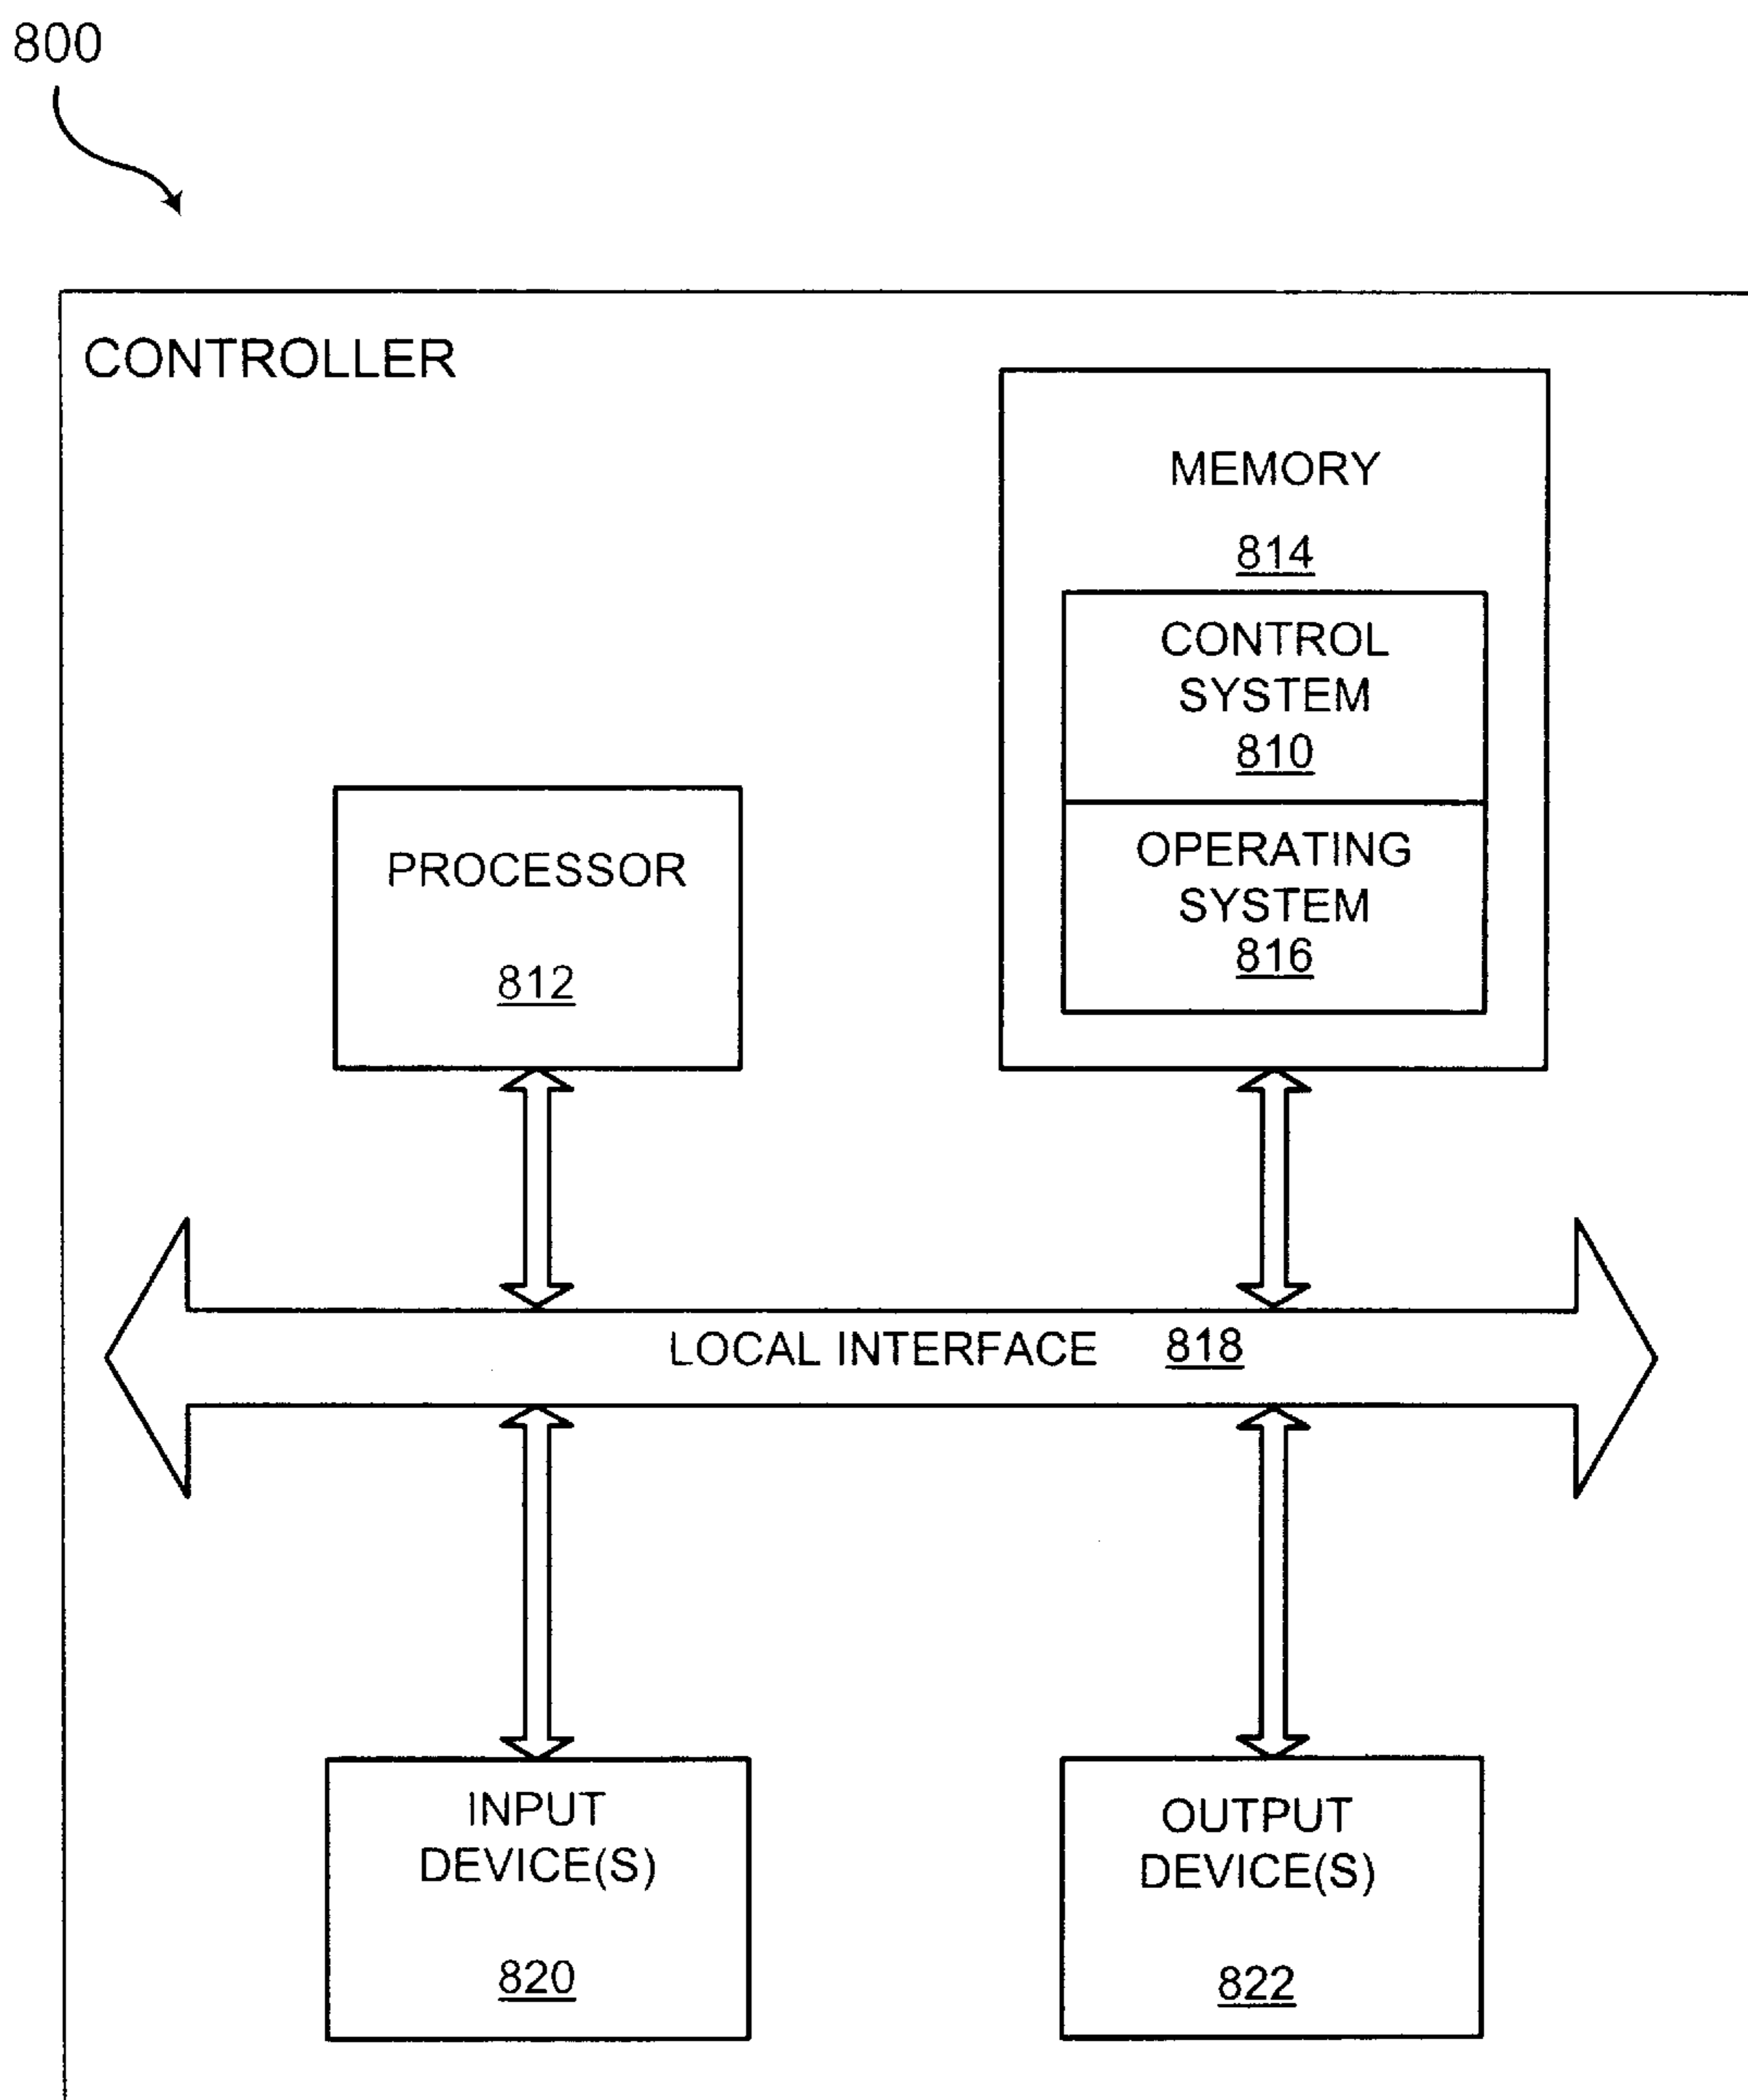 800
CONTROLLER
MEMORY
814
CONTROL
SYSTEM
810
OPERATING
SYSTEM
816
PROCESSOR
812
LOCAL INTERFACE 818
INPUT
DEVICE(S)
820
OUTPUT
DEVICE(S)
822